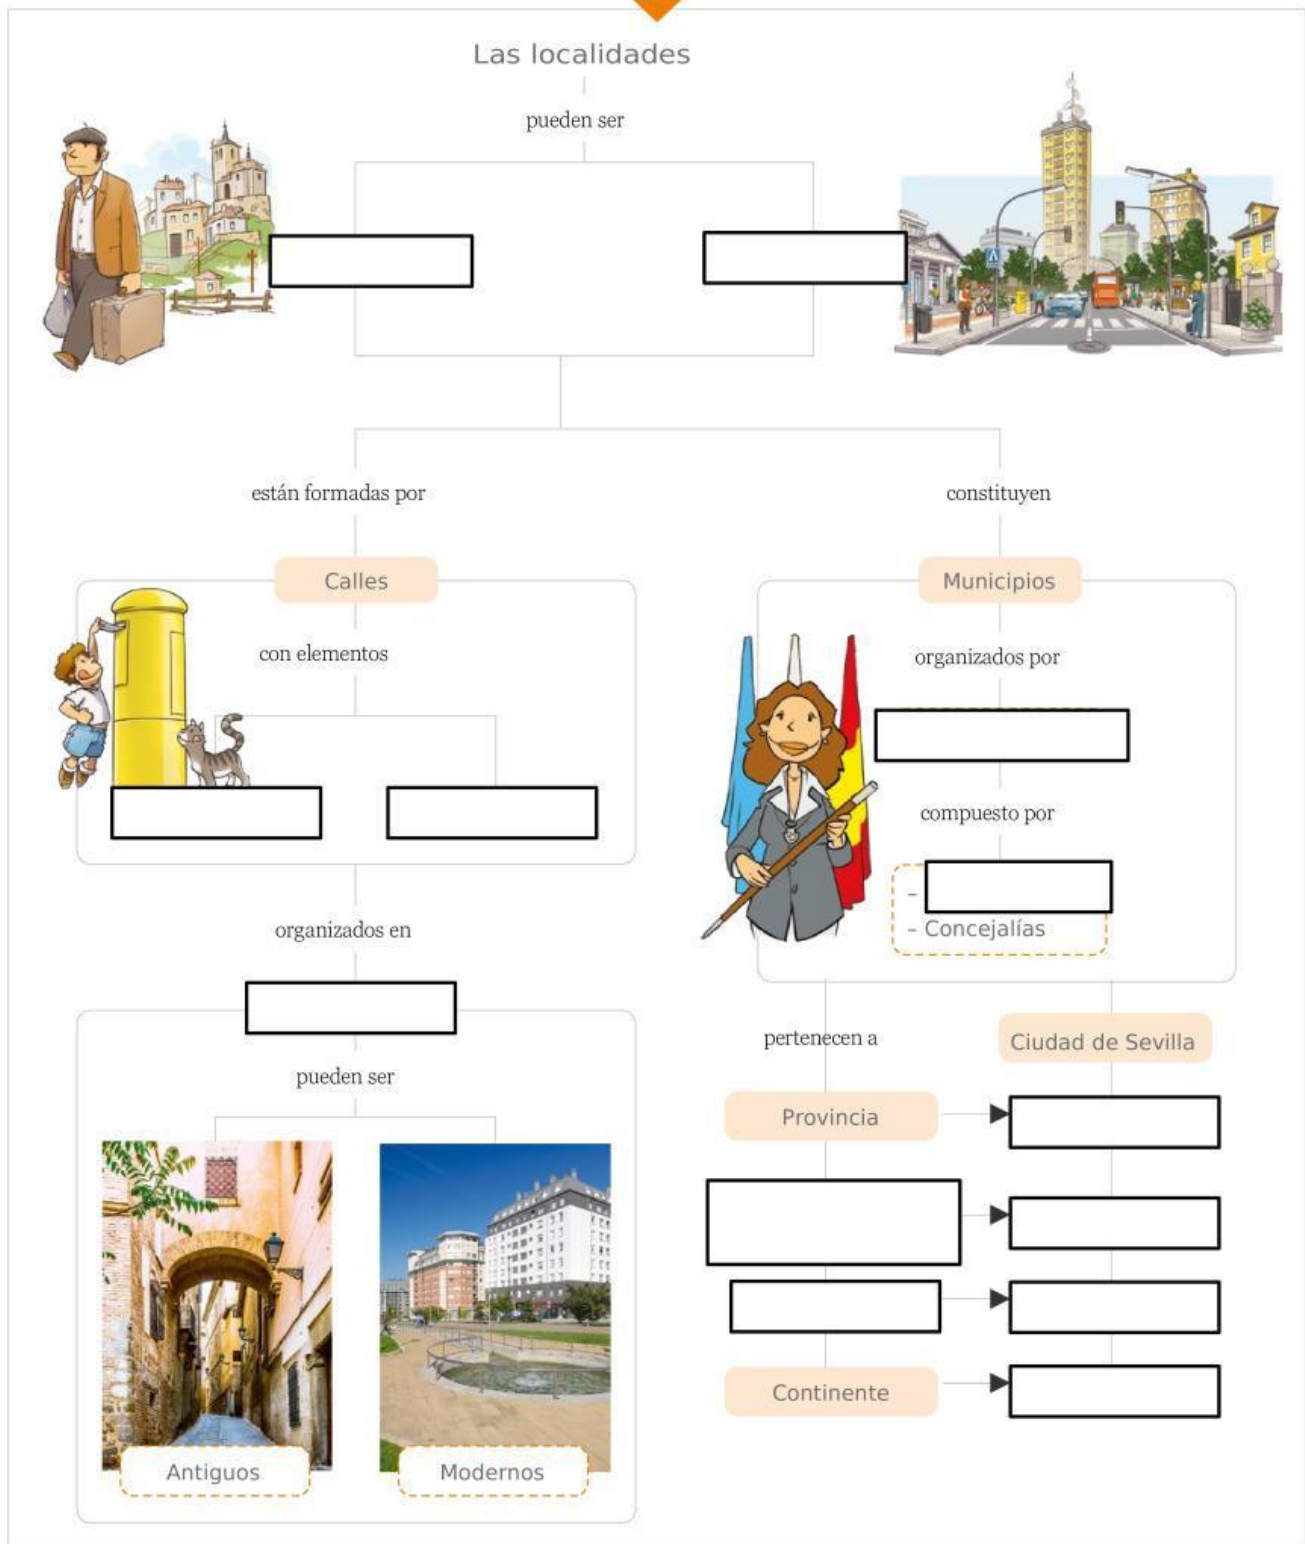 Las localidades
pueden ser
están formadas por
constituyen
Calles
Municipios
con elementos
organizados por
compuesto por
–
– Concejalías
organizados en
pertenecen a
Ciudad de Sevilla
pueden ser
Provincia
Continente
Antiguos
Modernos